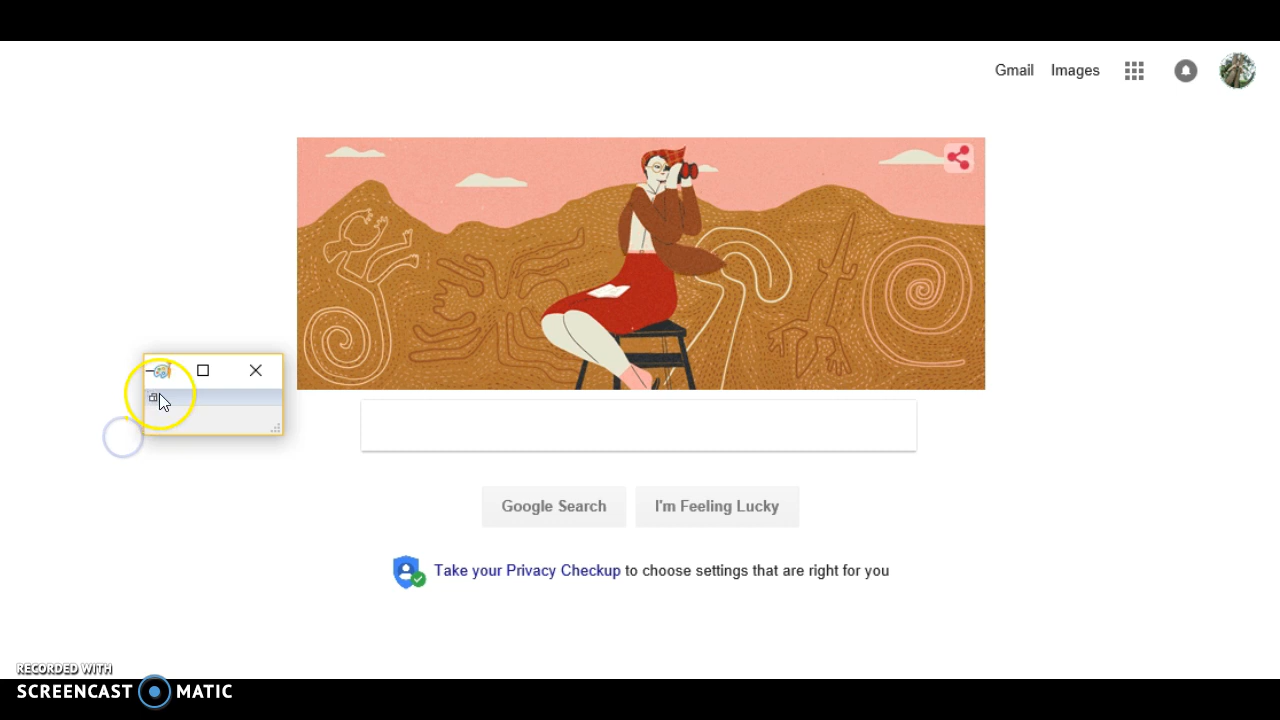 Gmail Images
Google Search I'm Feeling Lucky
Take your Privacy Checkup to choose settings that are right for you
RECORDED WITH
SCREENCAST MATIC